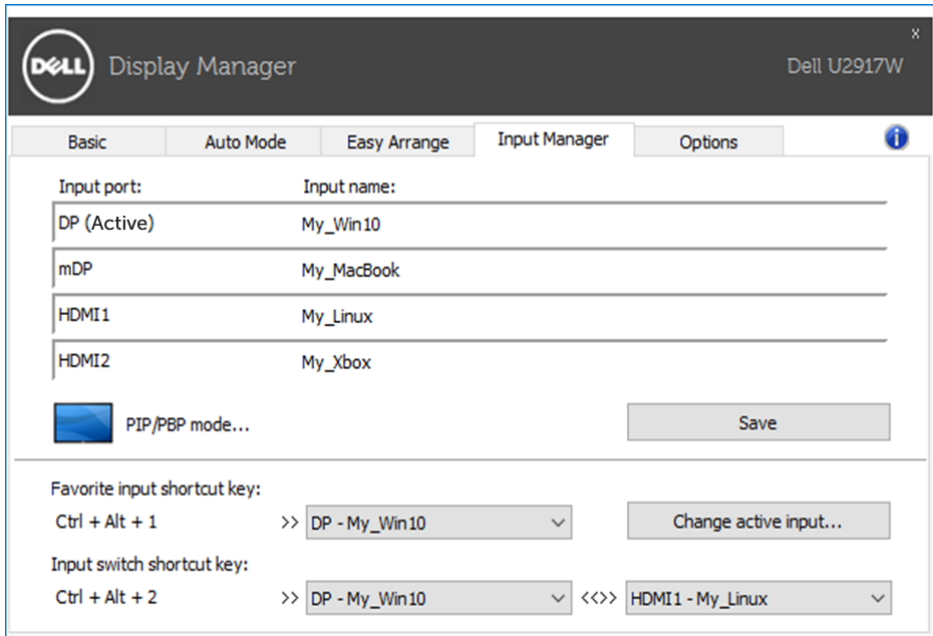 x
DELL Display Manager Dell U2917W
Basic Auto Mode Easy Arrange Input Manager Options i
Input port: Input name:
DP (Active) My_Win10
mDP My_MacBook
HDMI1 My_Linux
HDMI2 My_Xbox
PIP/PBP mode... Save
Favorite input shortcut key:
Ctrl + Alt + 1 >> DP - My_Win10 Change active input...
Input switch shortcut key:
Ctrl + Alt + 2 >> DP - My_Win10 <<>> HDMI1 - My_Linux